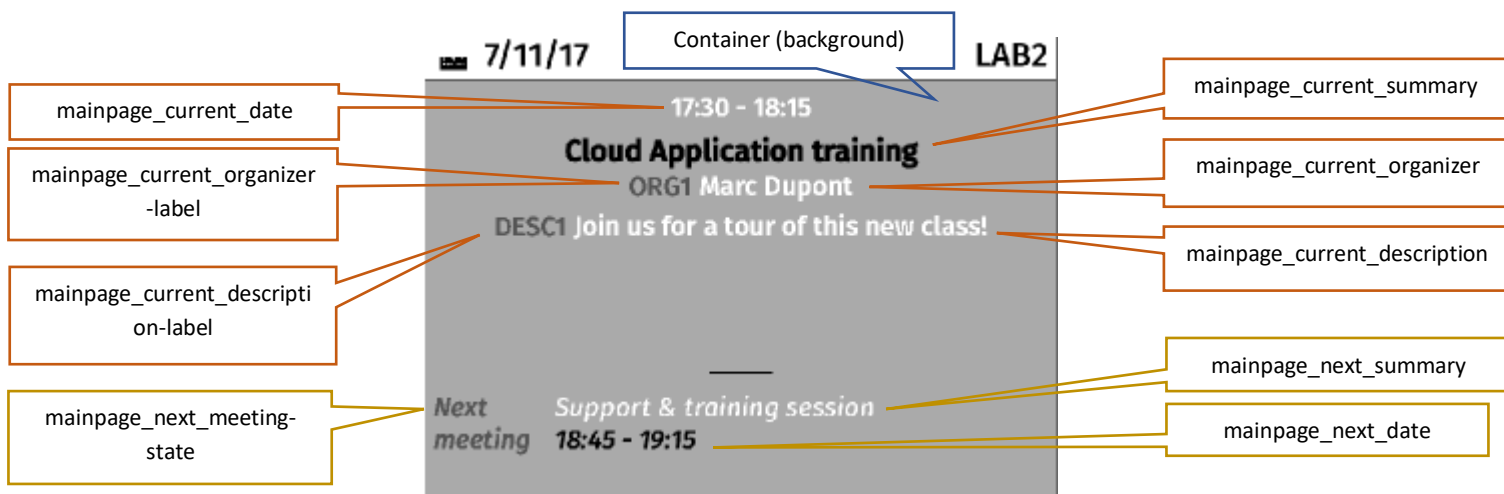 Container (background)
7/11/17
LAB2
mainpage_current_date
17:30 - 18:15
mainpage_current_summary
Cloud Application training
mainpage_current_organizer
-label
ORG1 Marc Dupont
mainpage_current_organizer
DESC1 Join us for a tour of this new class!
mainpage_current_description
mainpage_current_descripti
on-label
mainpage_next_summary
mainpage_next_meeting-
state
Next
meeting
Support & training session
18:45 - 19:15
mainpage_next_date